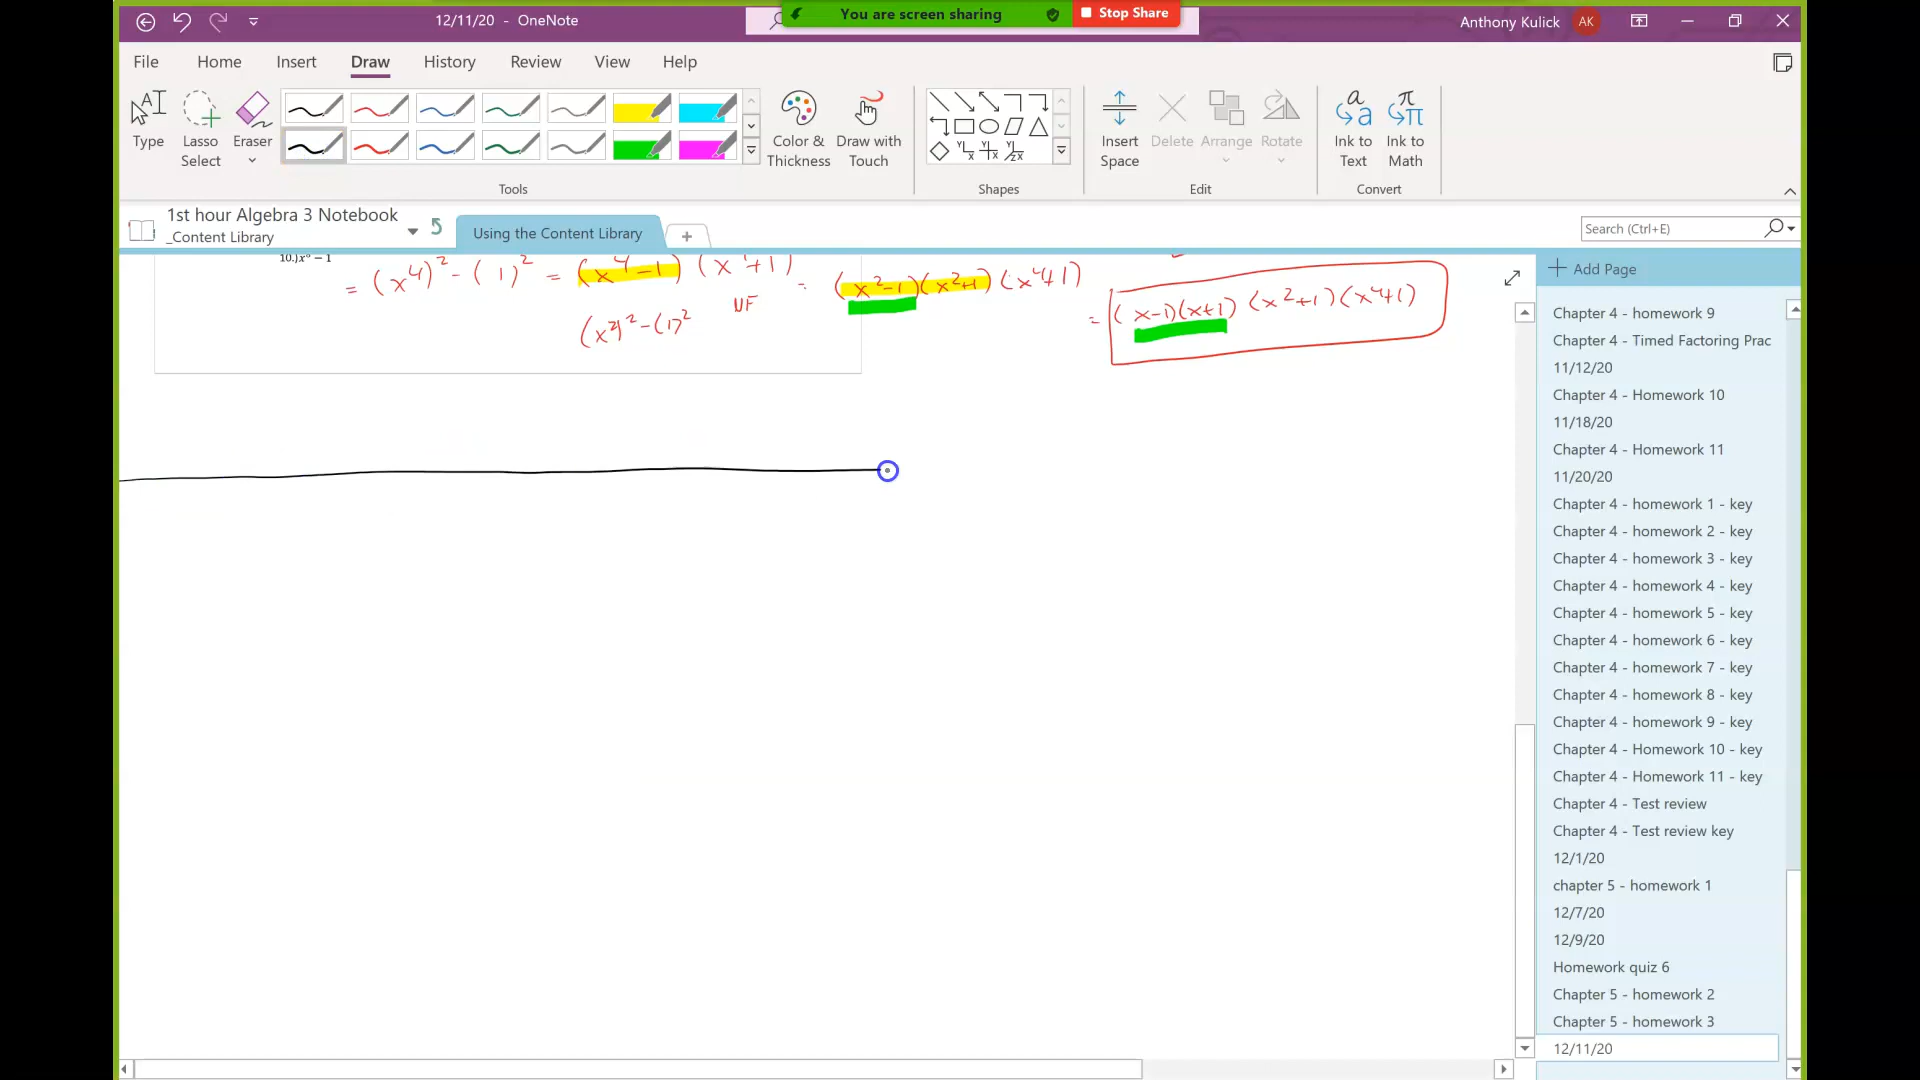 12/11/20 - OneNote
You are screen sharing
Stop Share
Anthony Kulick
AK
File Home Insert Draw History Review View Help
Type
Lasso Select
Eraser
Color & Thickness
Draw with Touch
Insert Space
Delete
Arrange
Rotate
Ink to Text
Ink to Math
Tools
Shapes
Edit
Convert
1st hour Algebra 3 Notebook
_Content Library
Using the Content Library
Search (Ctrl+E)
10.) x⁸ − 1
= (x⁴)² − (1)² = (x⁴−1) (x⁴+1)
NF
(x²)² − (1)²
= (x²−1)(x²+1) (x⁴+1)
= (x−1)(x+1) (x²+1)(x⁴+1)
Add Page
Chapter 4 - homework 9
Chapter 4 - Timed Factoring Prac
11/12/20
Chapter 4 - Homework 10
11/18/20
Chapter 4 - Homework 11
11/20/20
Chapter 4 - homework 1 - key
Chapter 4 - homework 2 - key
Chapter 4 - homework 3 - key
Chapter 4 - homework 4 - key
Chapter 4 - homework 5 - key
Chapter 4 - homework 6 - key
Chapter 4 - homework 7 - key
Chapter 4 - homework 8 - key
Chapter 4 - homework 9 - key
Chapter 4 - Homework 10 - key
Chapter 4 - Homework 11 - key
Chapter 4 - Test review
Chapter 4 - Test review key
12/1/20
chapter 5 - homework 1
12/7/20
12/9/20
Homework quiz 6
Chapter 5 - homework 2
Chapter 5 - homework 3
12/11/20